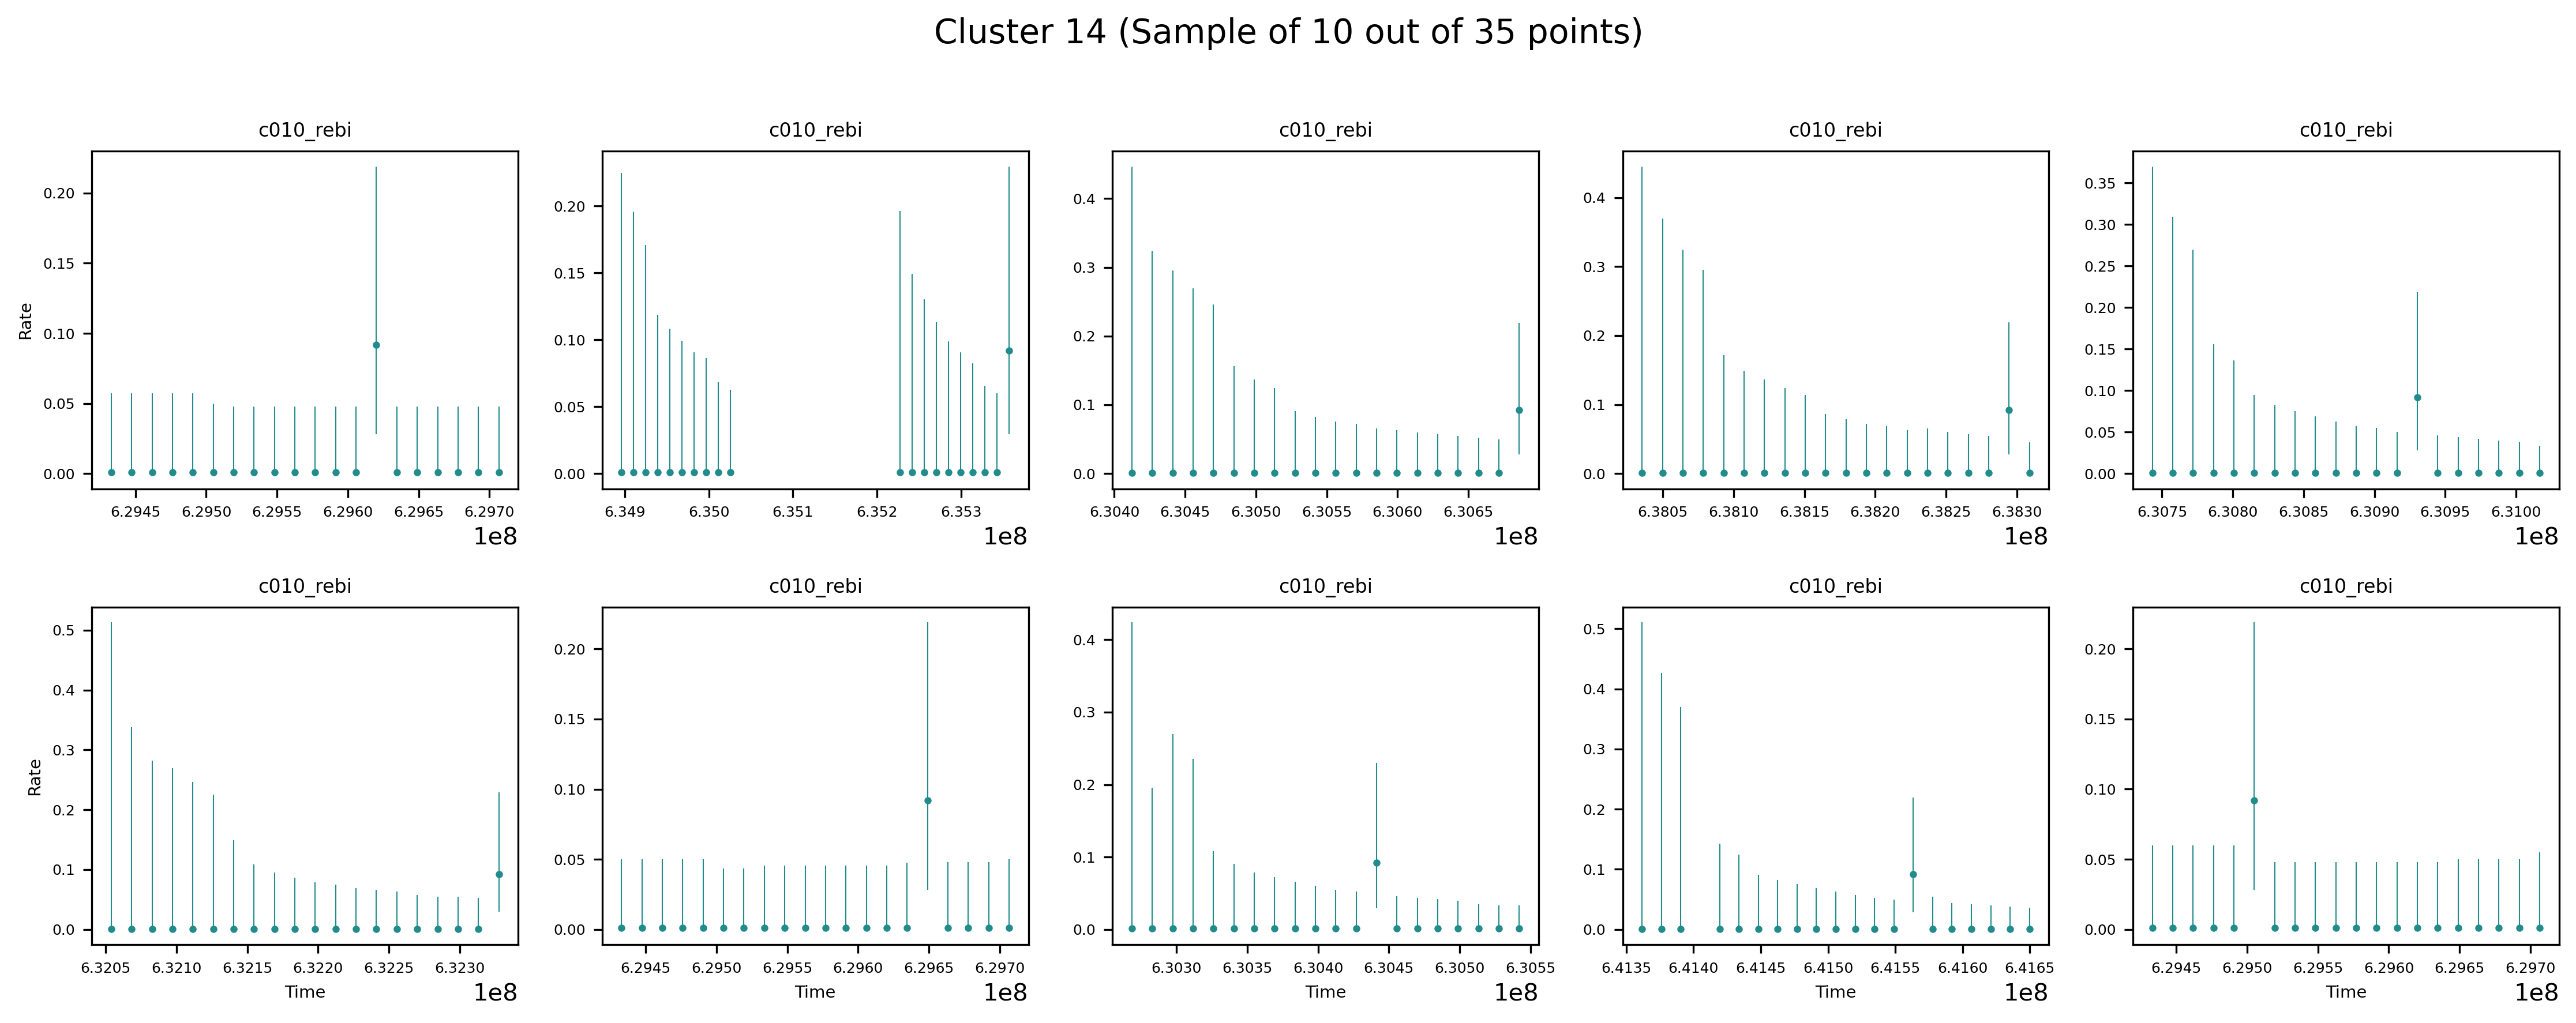 Cluster 14 (Sample of 10 out of 35 points)
c010_rebi c010_rebi c010_rebi c010_rebi c010_rebi
Rate
0.20 0.15 0.10 0.05 0.00
0.20 0.15 0.10 0.05 0.00
0.4 0.3 0.2 0.1 0.0
0.4 0.3 0.2 0.1 0.0
0.35 0.30 0.25 0.20 0.15 0.10 0.05 0.00
6.2945 6.2950 6.2955 6.2960 6.2965 6.2970
6.349 6.350 6.351 6.352 6.353
6.3040 6.3045 6.3050 6.3055 6.3060 6.3065
6.3805 6.3810 6.3815 6.3820 6.3825 6.3830
6.3075 6.3080 6.3085 6.3090 6.3095 6.3100
1e8 1e8 1e8 1e8 1e8
c010_rebi c010_rebi c010_rebi c010_rebi c010_rebi
Rate
0.5 0.4 0.3 0.2 0.1 0.0
0.20 0.15 0.10 0.05 0.00
0.4 0.3 0.2 0.1 0.0
0.5 0.4 0.3 0.2 0.1 0.0
0.20 0.15 0.10 0.05 0.00
6.3205 6.3210 6.3215 6.3220 6.3225 6.3230
6.2945 6.2950 6.2955 6.2960 6.2965 6.2970
6.3030 6.3035 6.3040 6.3045 6.3050 6.3055
6.4135 6.4140 6.4145 6.4150 6.4155 6.4160 6.4165
6.2945 6.2950 6.2955 6.2960 6.2965 6.2970
Time Time Time Time Time
1e8 1e8 1e8 1e8 1e8